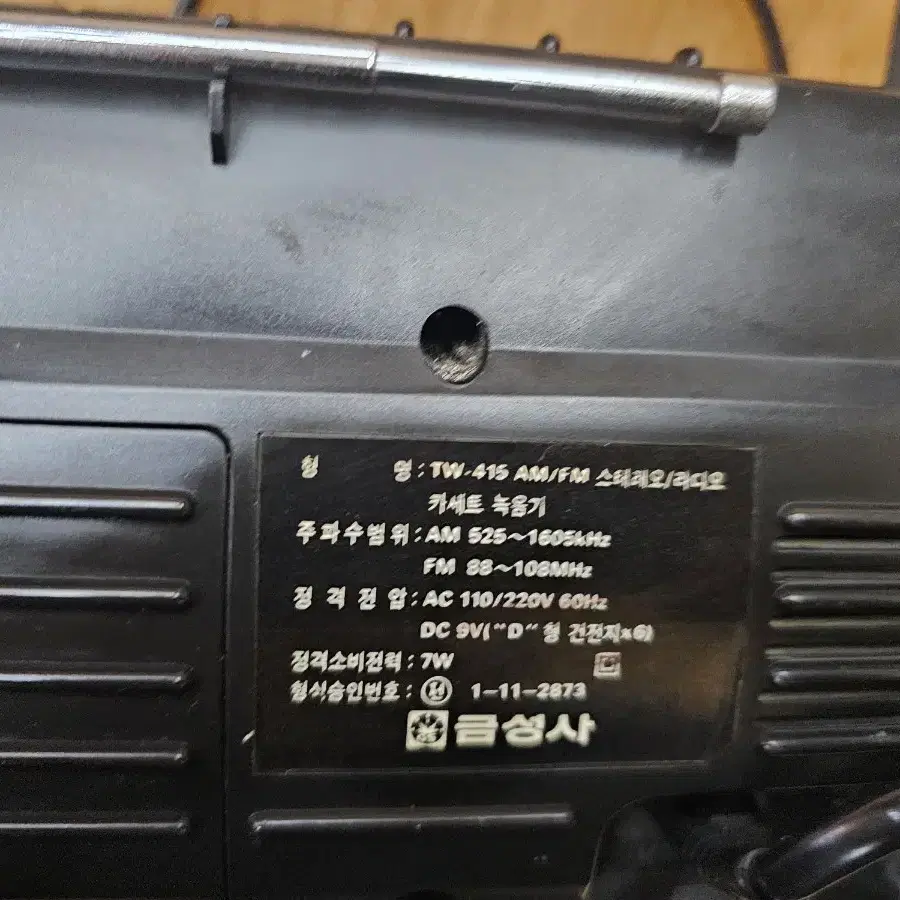 형 명 : TW-415 AM/FM 스테레오/라디오
카세트 녹음기
주파수범위 : AM 525~1605kHz
FM 88~108MHz
정격전압 : AC 110/220V 60Hz
DC 9V("D"형 건전지x6)
정격소비전력 : 7W
형식승인번호 : 전 1-11-2873
금성사